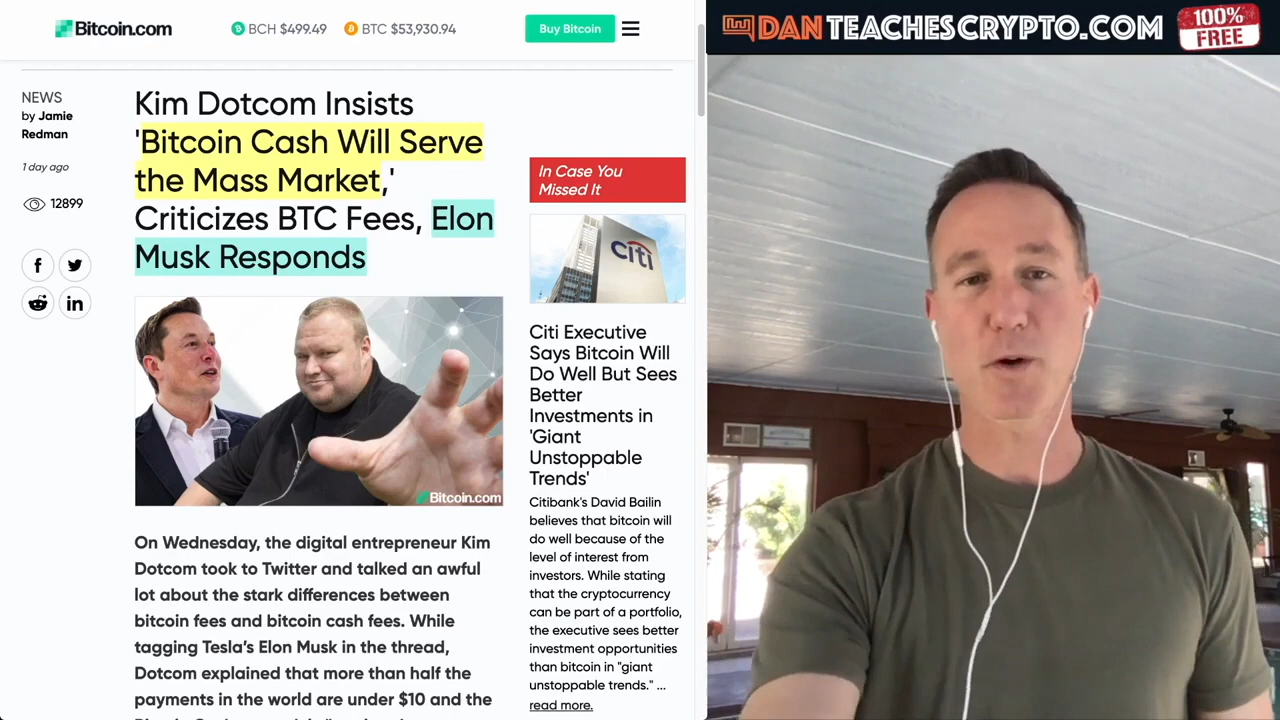 Bitcoin.com
BCH $499.49
BTC $53,930.94
Buy Bitcoin
DANTEACHESCRYPTO.COM
100%
FREE
NEWS
by Jamie
Redman
1 day ago
12899
Kim Dotcom Insists
'Bitcoin Cash Will Serve
the Mass Market,'
Criticizes BTC Fees, Elon
Musk Responds
Bitcoin.com
On Wednesday, the digital entrepreneur Kim
Dotcom took to Twitter and talked an awful
lot about the stark differences between
bitcoin fees and bitcoin cash fees. While
tagging Tesla's Elon Musk in the thread,
Dotcom explained that more than half the
payments in the world are under $10 and the
In Case You
Missed It
citi
Citi Executive
Says Bitcoin Will
Do Well But Sees
Better
Investments in
'Giant
Unstoppable
Trends'
Citibank's David Bailin
believes that bitcoin will
do well because of the
level of interest from
investors. While stating
that the cryptocurrency
can be part of a portfolio,
the executive sees better
investment opportunities
than bitcoin in "giant
unstoppable trends." ...
read more.